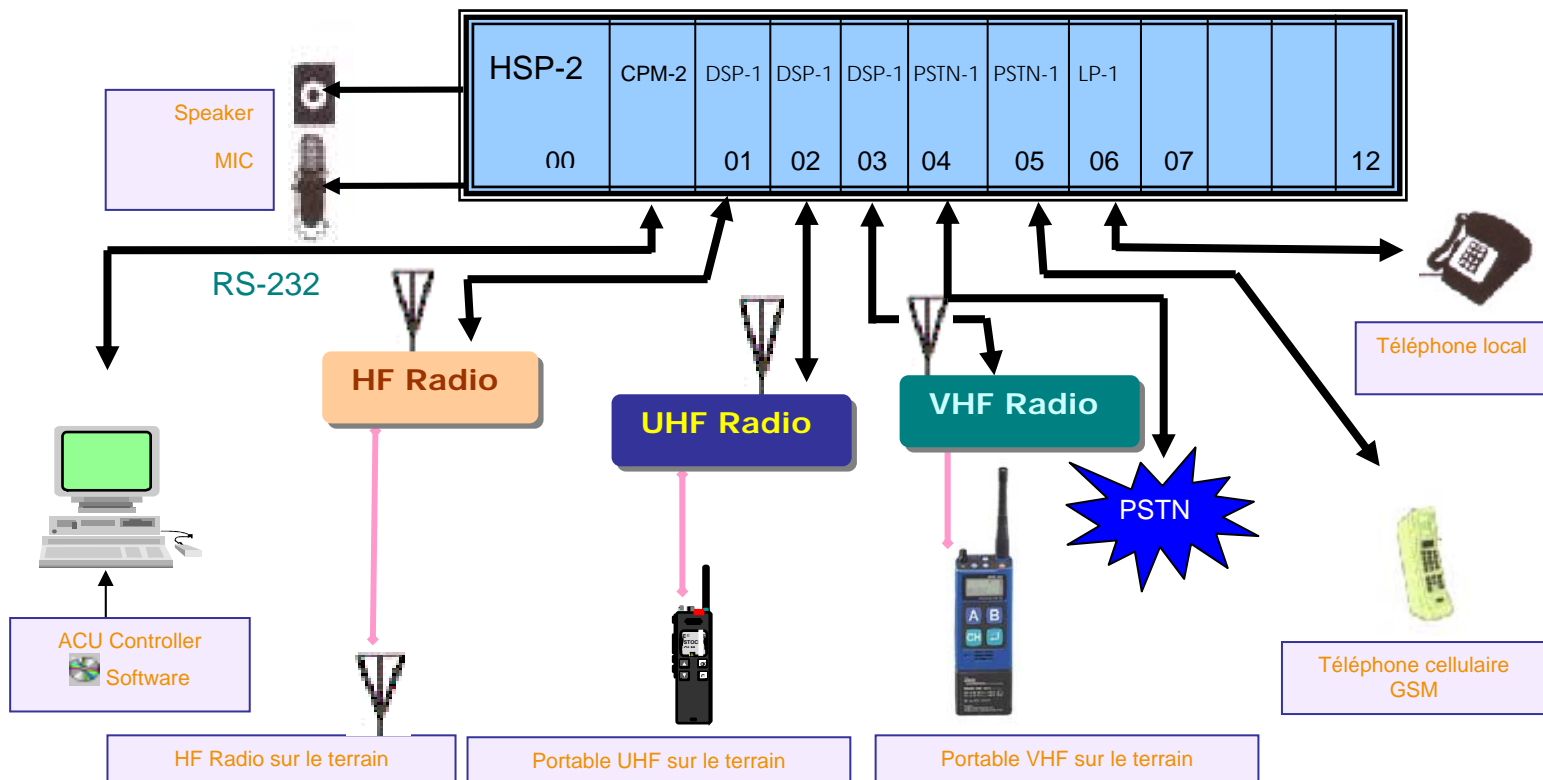 HSP-2 CPM-2 DSP-1 DSP-1 DSP-1 PSTN-1 PSTN-1 LP-1
00 01 02 03 04 05 06 07 12
Speaker
MIC
RS-232
HF Radio
UHF Radio
VHF Radio
Téléphone local
PSTN
A B
CH
STOC
ACU Controller
Software
Téléphone cellulaire
GSM
HF Radio sur le terrain
Portable UHF sur le terrain
Portable VHF sur le terrain